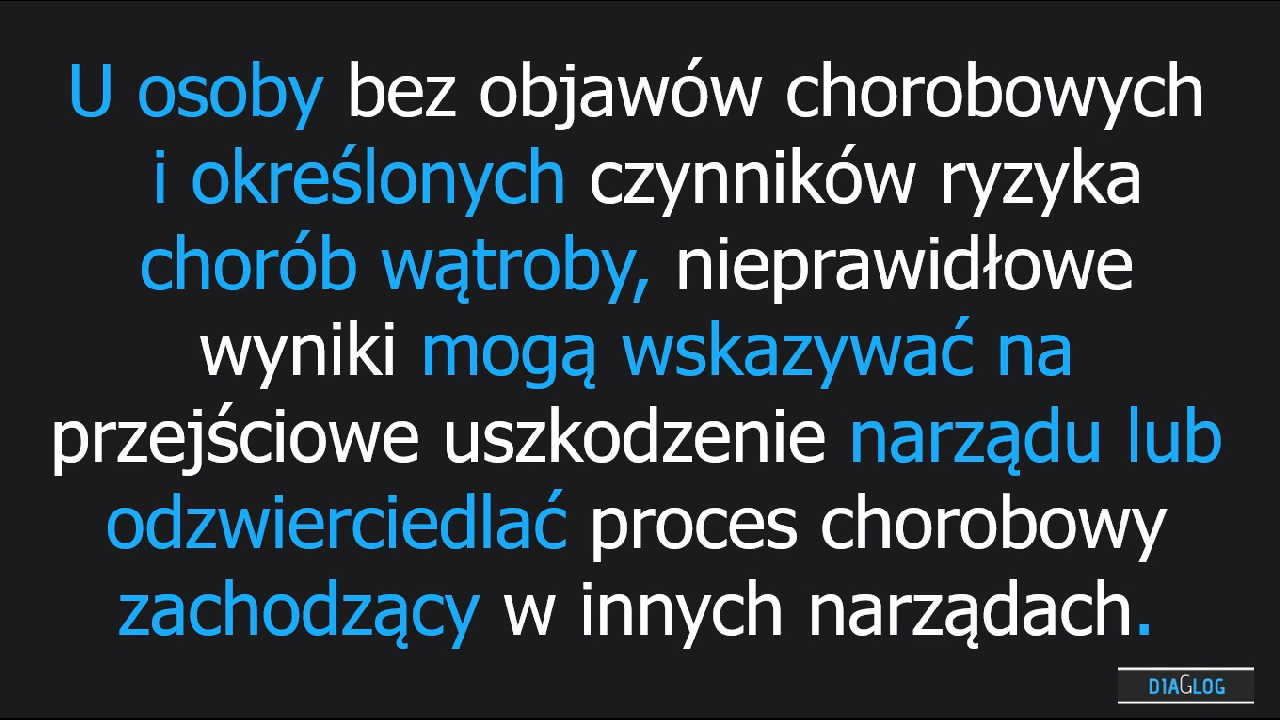 U osoby bez objawów chorobowych
i określonych czynników ryzyka
chorób wątroby, nieprawidłowe
wyniki mogą wskazywać na
przejściowe uszkodzenie narządu lub
odzwierciedlać proces chorobowy
zachodzący w innych narządach.
DIAGLOG